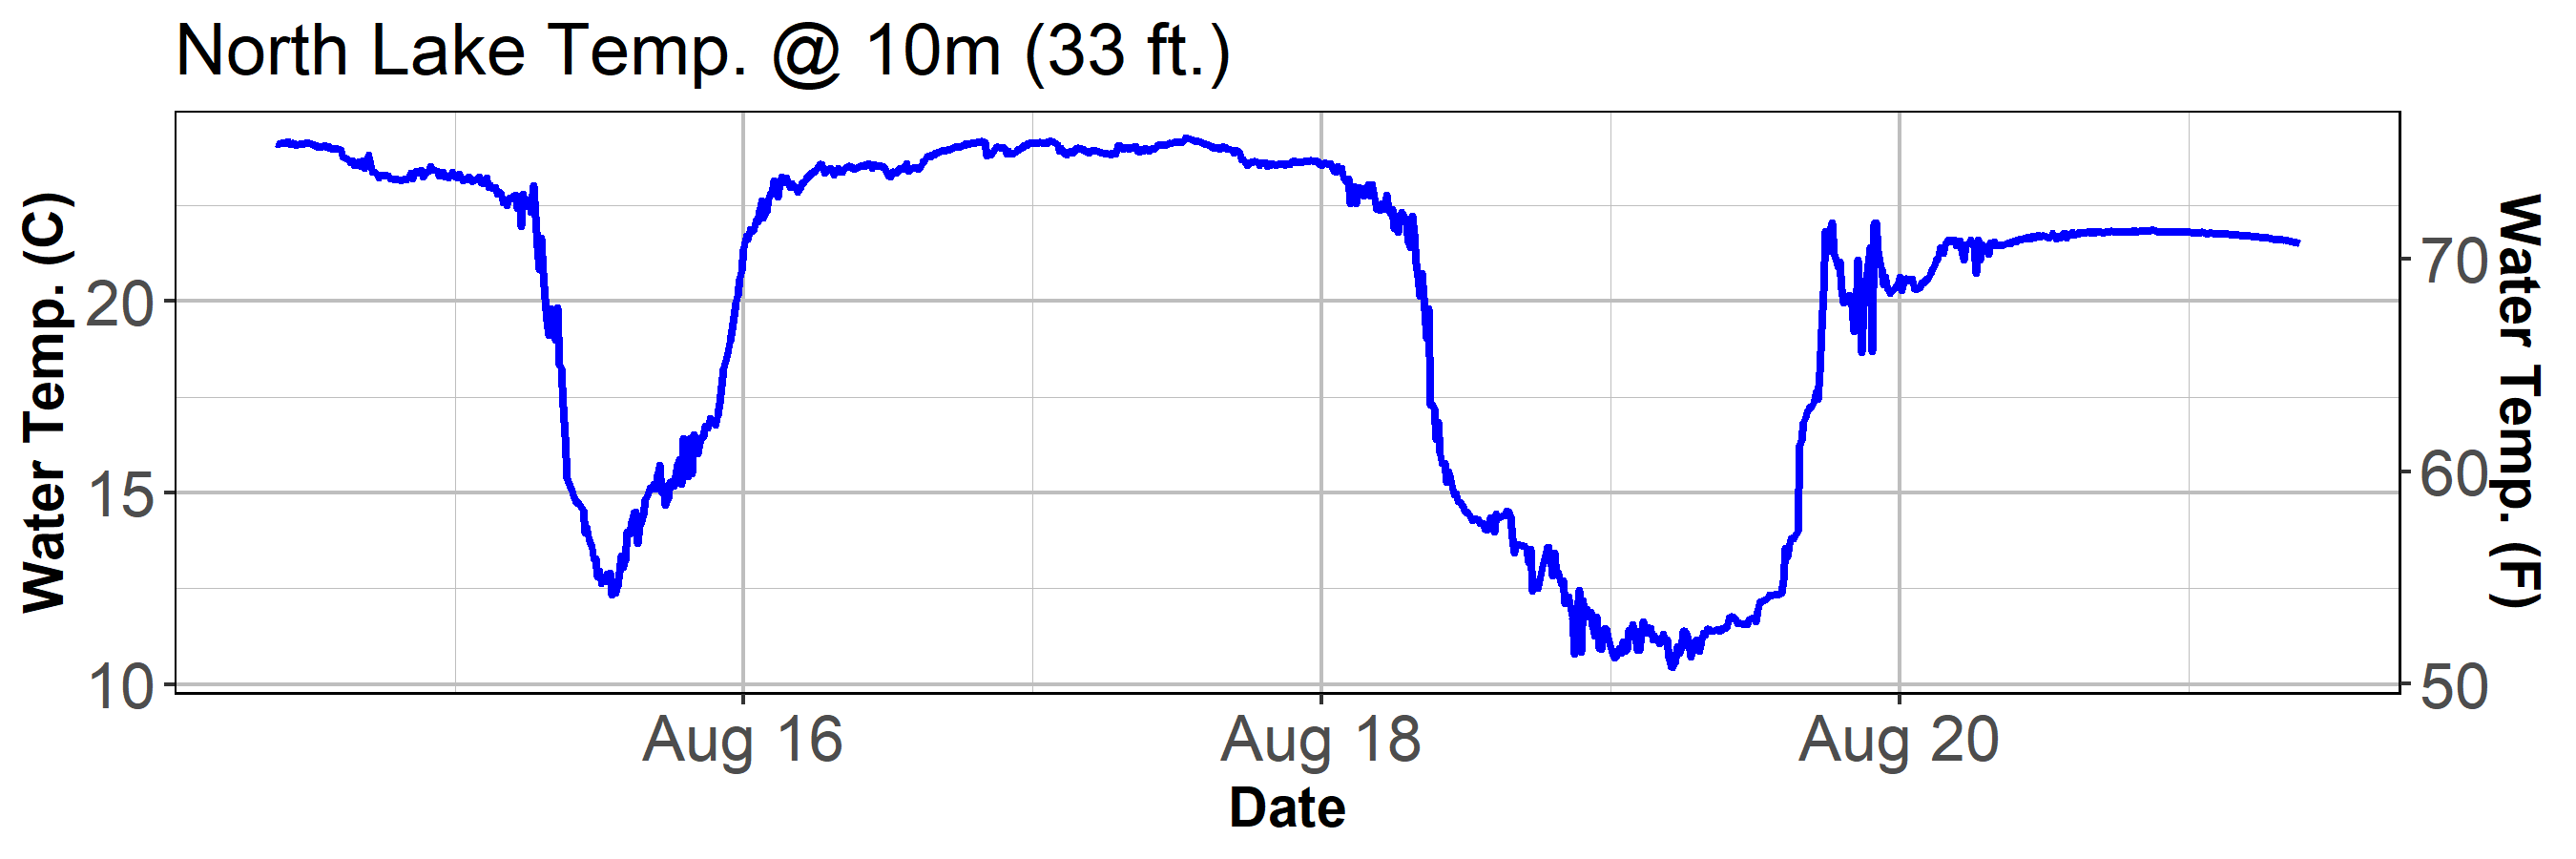 North Lake Temp. @ 10m (33 ft.)
Water Temp. (C)
20
15
10
70
60
50
Water Temp. (F)
Aug 16
Aug 18
Aug 20
Date